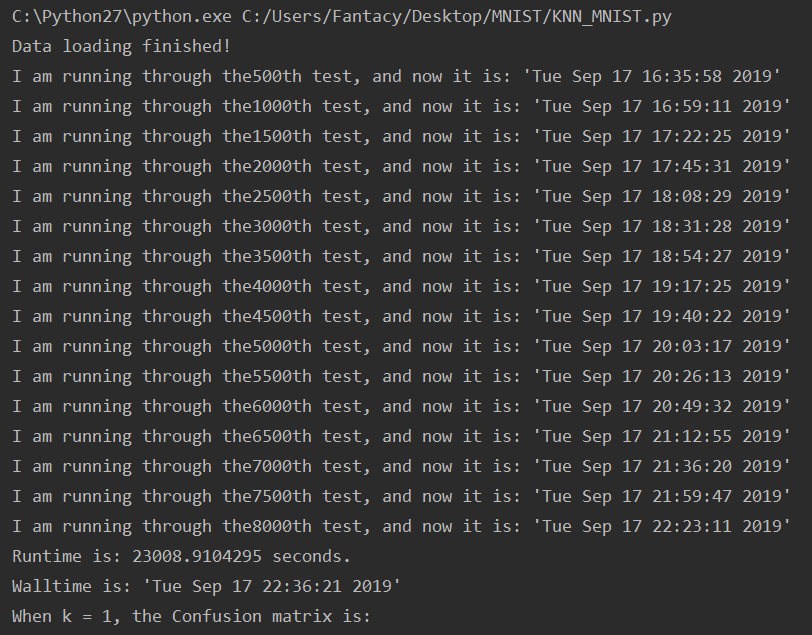 C:\Python27\python.exe C:/Users/Fantacy/Desktop/MNIST/KNN_MNIST.py
Data loading finished!
I am running through the500th test, and now it is: 'Tue Sep 17 16:35:58 2019'
I am running through the1000th test, and now it is: 'Tue Sep 17 16:59:11 2019'
I am running through the1500th test, and now it is: 'Tue Sep 17 17:22:25 2019'
I am running through the2000th test, and now it is: 'Tue Sep 17 17:45:31 2019'
I am running through the2500th test, and now it is: 'Tue Sep 17 18:08:29 2019'
I am running through the3000th test, and now it is: 'Tue Sep 17 18:31:28 2019'
I am running through the3500th test, and now it is: 'Tue Sep 17 18:54:27 2019'
I am running through the4000th test, and now it is: 'Tue Sep 17 19:17:25 2019'
I am running through the4500th test, and now it is: 'Tue Sep 17 19:40:22 2019'
I am running through the5000th test, and now it is: 'Tue Sep 17 20:03:17 2019'
I am running through the5500th test, and now it is: 'Tue Sep 17 20:26:13 2019'
I am running through the6000th test, and now it is: 'Tue Sep 17 20:49:32 2019'
I am running through the6500th test, and now it is: 'Tue Sep 17 21:12:55 2019'
I am running through the7000th test, and now it is: 'Tue Sep 17 21:36:20 2019'
I am running through the7500th test, and now it is: 'Tue Sep 17 21:59:47 2019'
I am running through the8000th test, and now it is: 'Tue Sep 17 22:23:11 2019'
Runtime is: 23008.9104295 seconds.
Walltime is: 'Tue Sep 17 22:36:21 2019'
When k = 1, the Confusion matrix is: